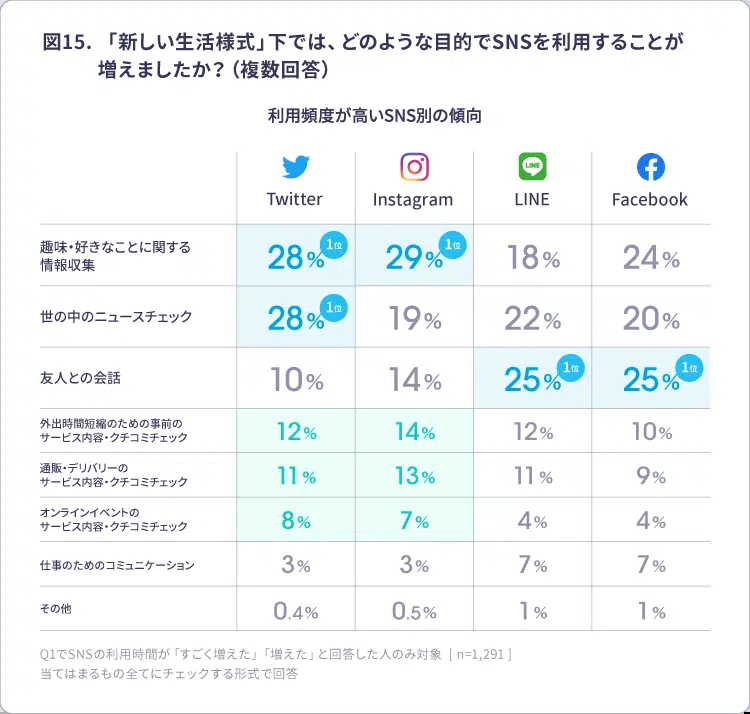 図15. 「新しい生活様式」下では、どのような目的でSNSを利用することが
増えましたか?（複数回答）
利用頻度が高いSNS別の傾向
LINE
Twitter Instagram LINE Facebook
趣味・好きなことに関する
情報収集
28% 1位 29% 1位 18% 24%
世の中のニュースチェック 28% 1位 19% 22% 20%
友人との会話 10% 14% 25% 1位 25% 1位
外出時間短縮のための事前の
サービス内容・クチコミチェック
12% 14% 12% 10%
通販・デリバリーの
サービス内容・クチコミチェック
11% 13% 11% 9%
オンラインイベントの
サービス内容・クチコミチェック
8% 7% 4% 4%
仕事のためのコミュニケーション 3% 3% 7% 7%
その他 0.4% 0.5% 1% 1%
Q1でSNSの利用時間が「すごく増えた」「増えた」と回答した人のみ対象 [ n=1,291 ]
当てはまるもの全てにチェックする形式で回答